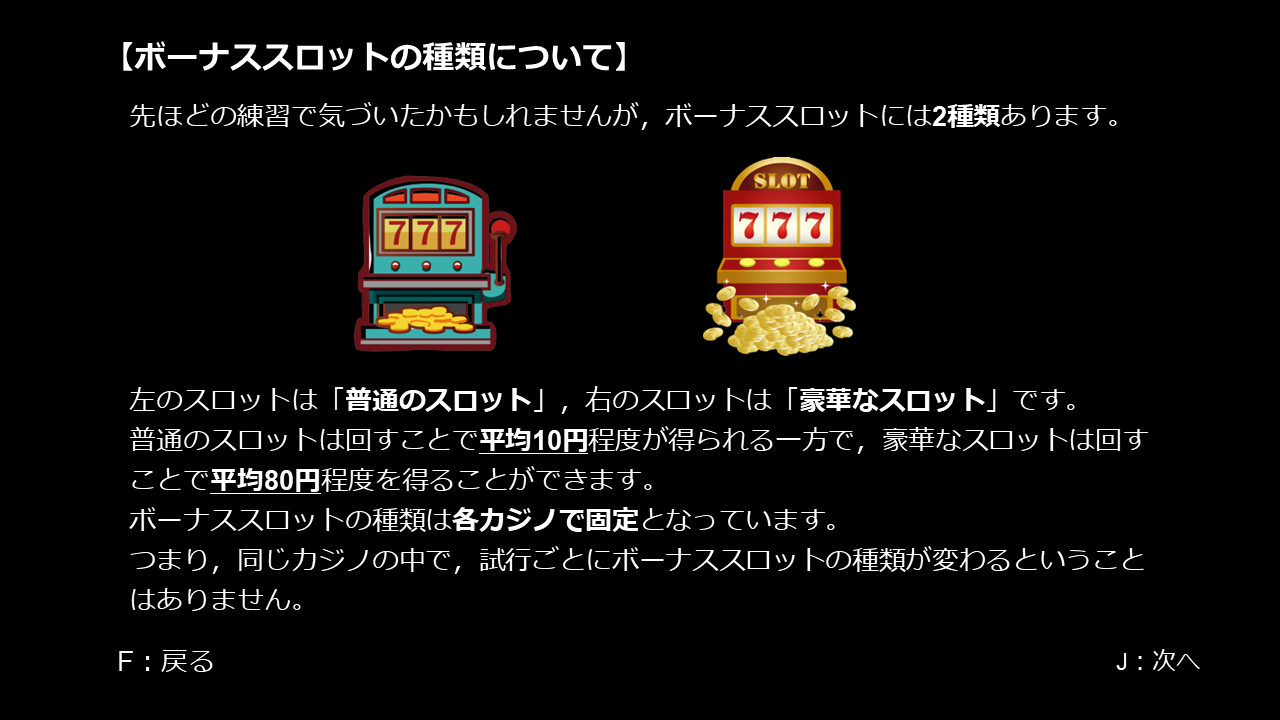 【ボーナススロットの種類について】
先ほどの練習で気づいたかもしれませんが，ボーナススロットには2種類あります。
777
SLOT
777
左のスロットは「普通のスロット」，右のスロットは「豪華なスロット」です。
普通のスロットは回すことで平均10円程度が得られる一方で，豪華なスロットは回す
ことで平均80円程度を得ることができます。
ボーナススロットの種類は各カジノで固定となっています。
つまり，同じカジノの中で，試行ごとにボーナススロットの種類が変わるということ
はありません。
F：戻る
J：次へ